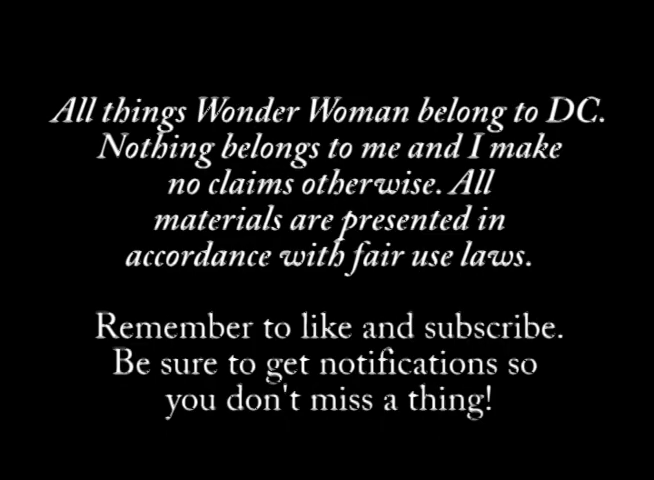 All things Wonder Woman belong to DC.
Nothing belongs to me and I make
no claims otherwise. All
materials are presented in
accordance with fair use laws.
Remember to like and subscribe.
Be sure to get notifications so
you don't miss a thing!